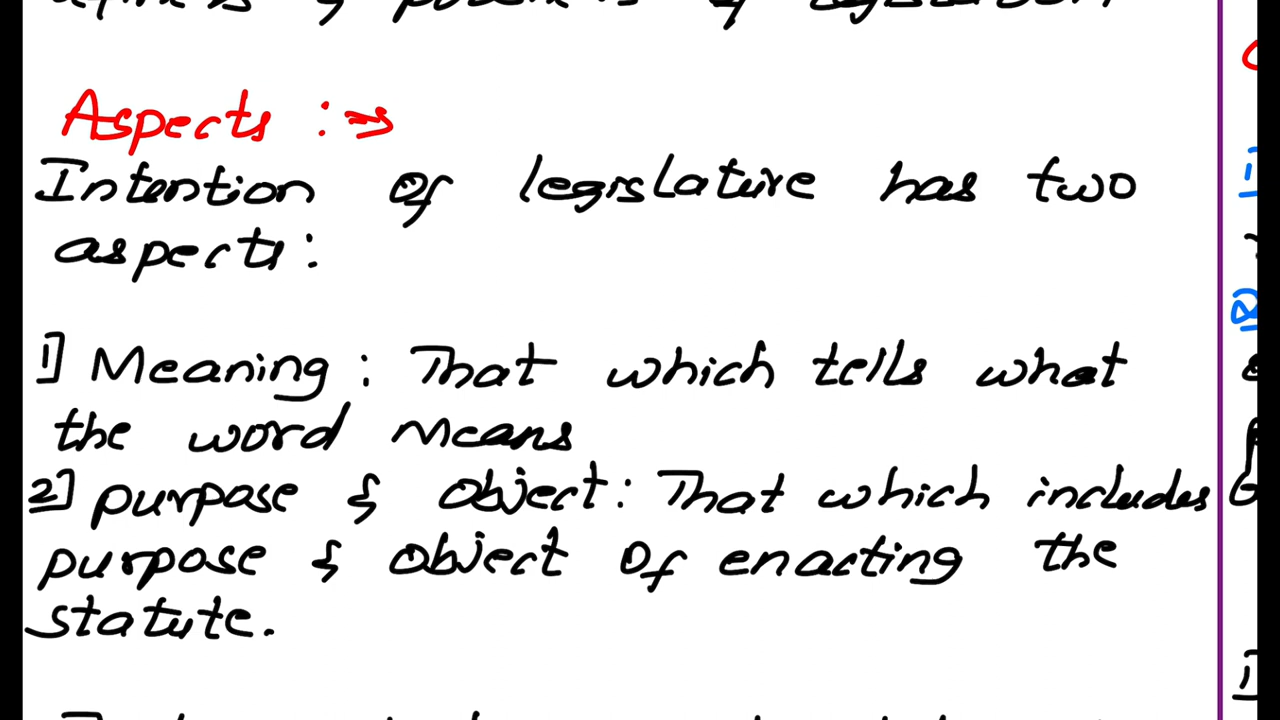 Aspects :⇒
Intention of legislature has two
aspects:
1] Meaning : That which tells what
the word means
2] purpose & object: That which includes
purpose & object of enacting the
statute.